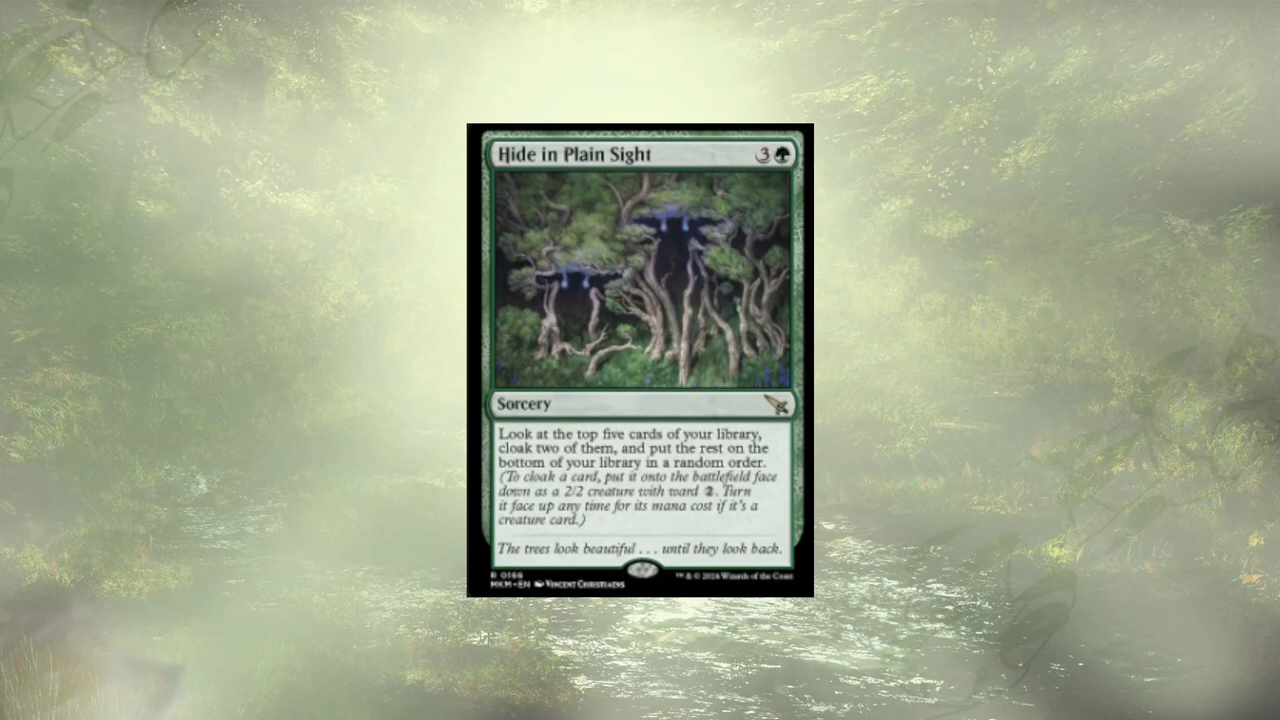 Hide in Plain Sight 3
Sorcery
Look at the top five cards of your library,
cloak two of them, and put the rest on the
bottom of your library in a random order.
(To cloak a card, put it onto the battlefield face
down as a 2/2 creature with ward 2. Turn
it face up any time for its mana cost if it's a
creature card.)
The trees look beautiful . . . until they look back.
R 0166
MKM • EN Vincent Christiaens
™ & © 2024 Wizards of the Coast